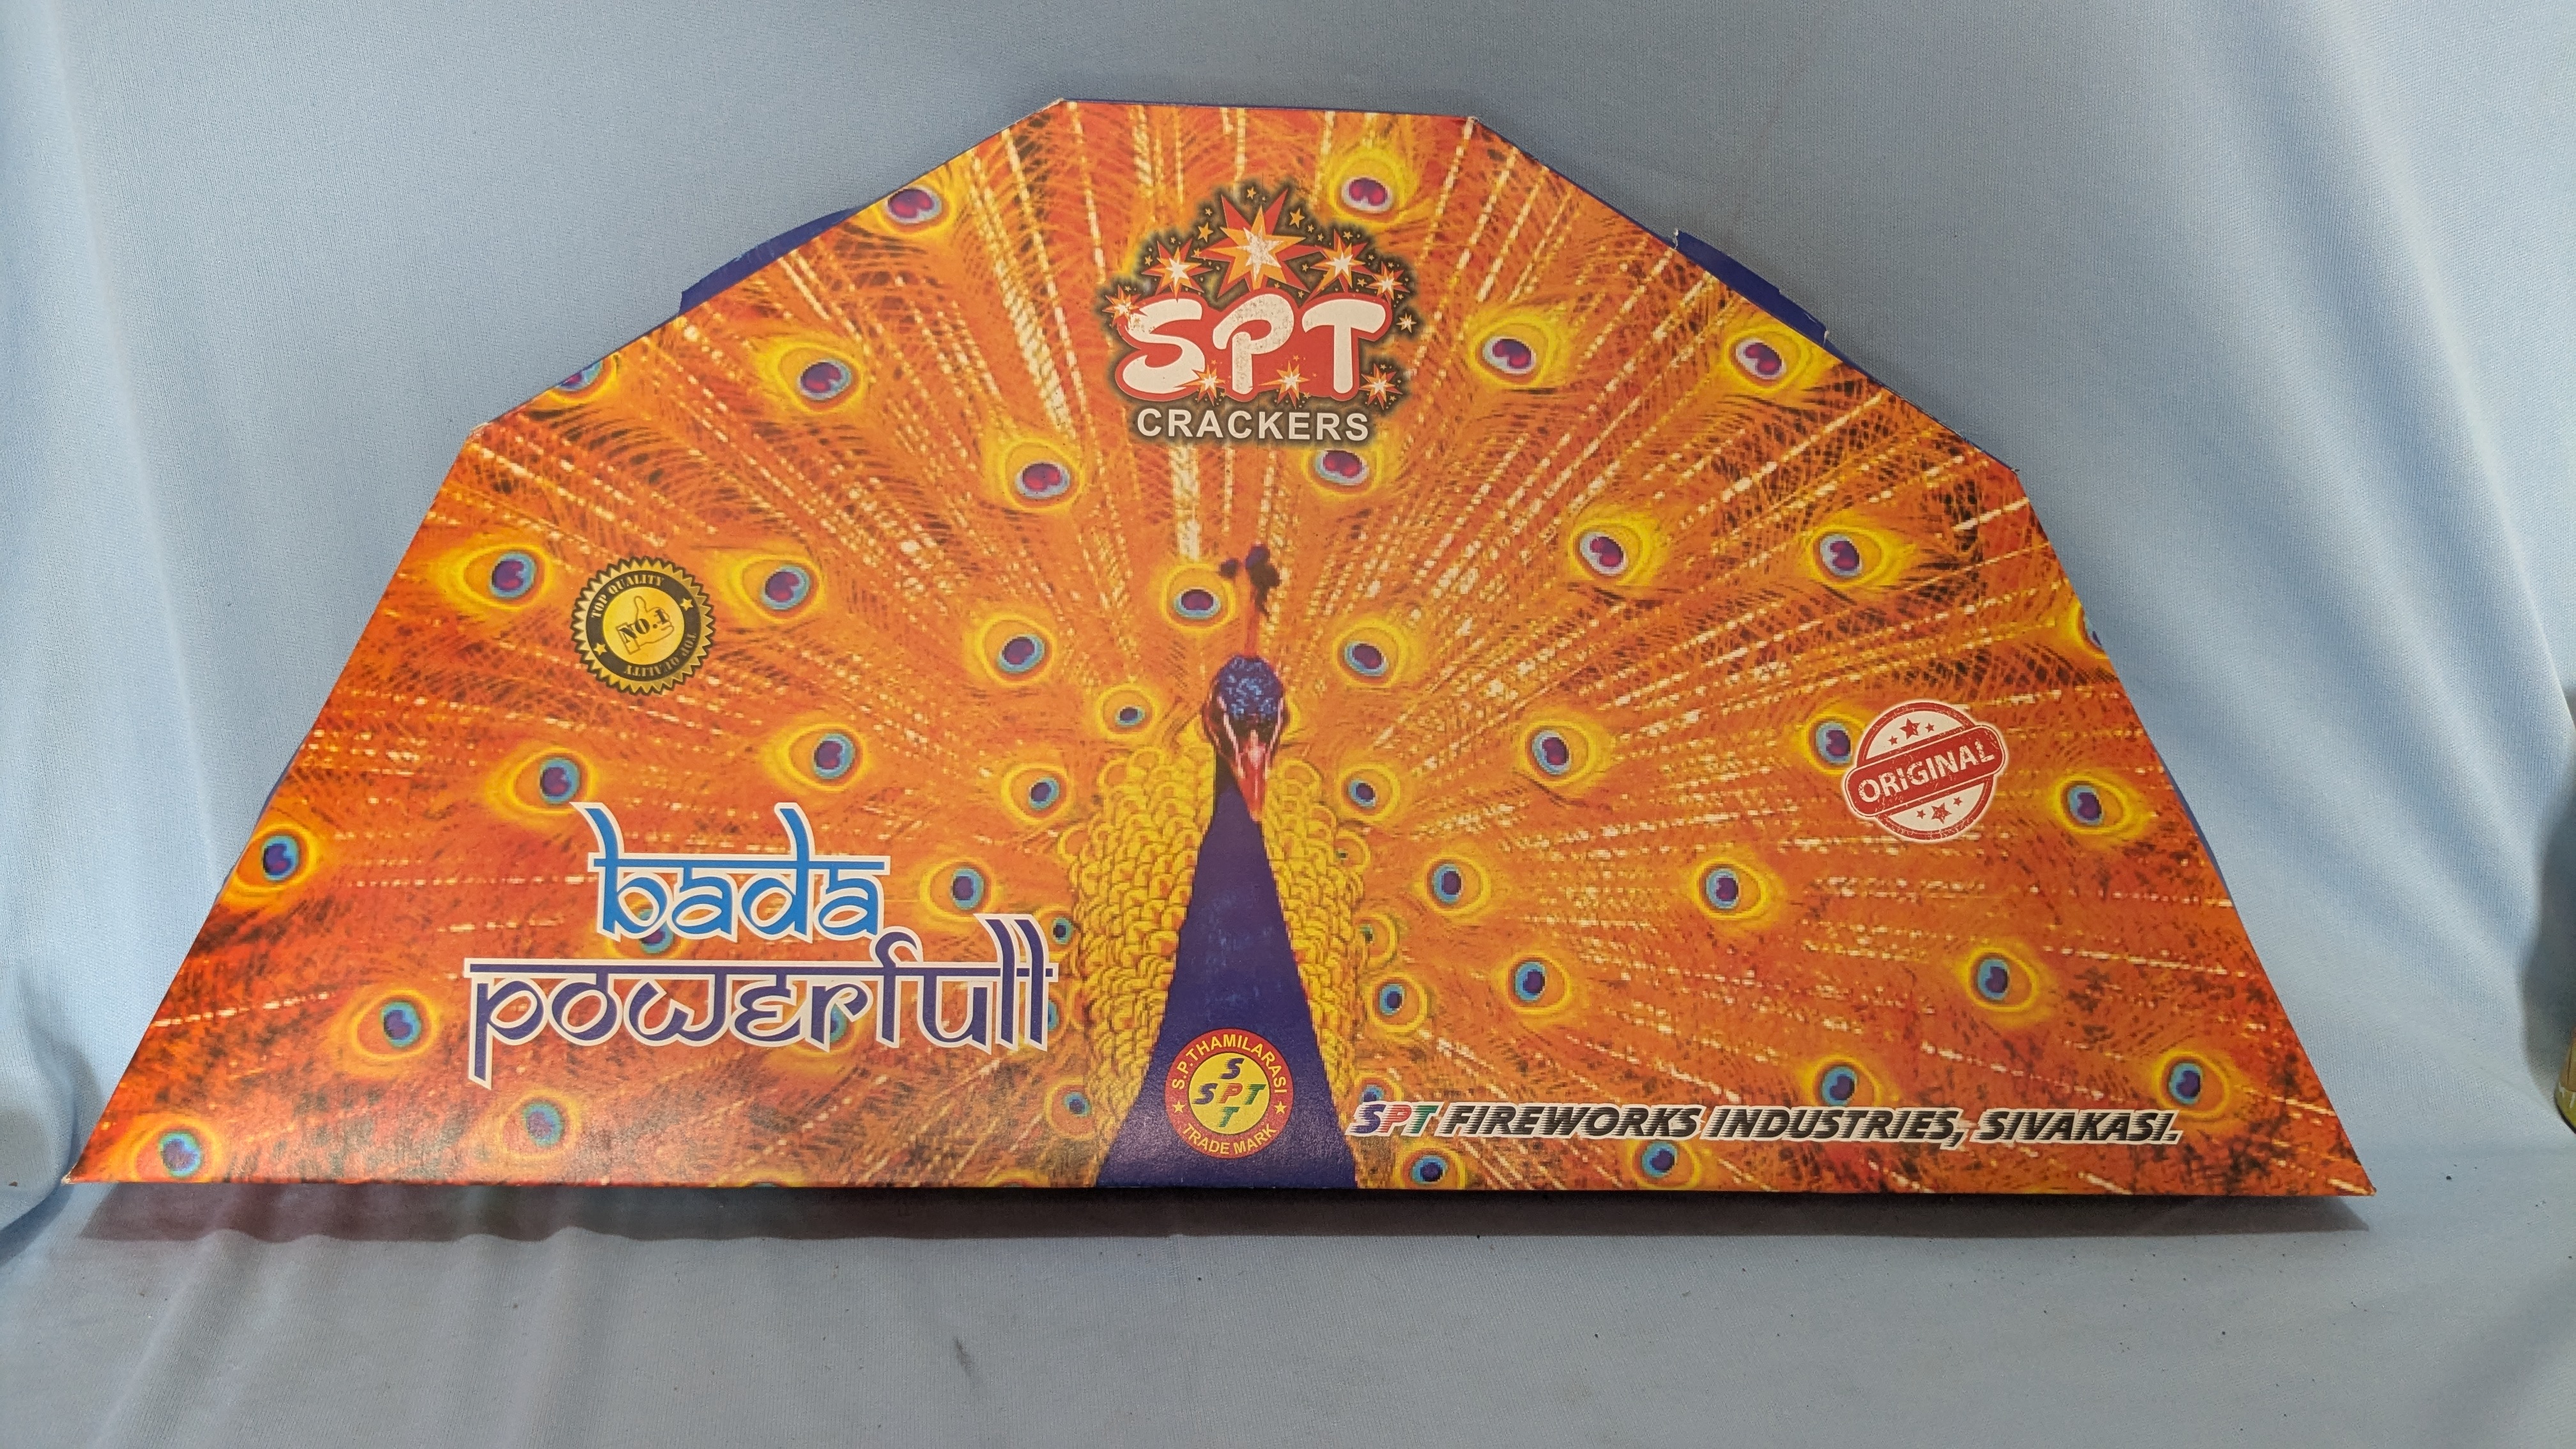 SPT
CRACKERS
TOP QUALITY
NO.1
TOP QUALITY
ORIGINAL
bada
powerfull
S.P.THAMILARASI
S
SPT
T
TRADE MARK
SPT FIREWORKS INDUSTRIES, SIVAKASI.